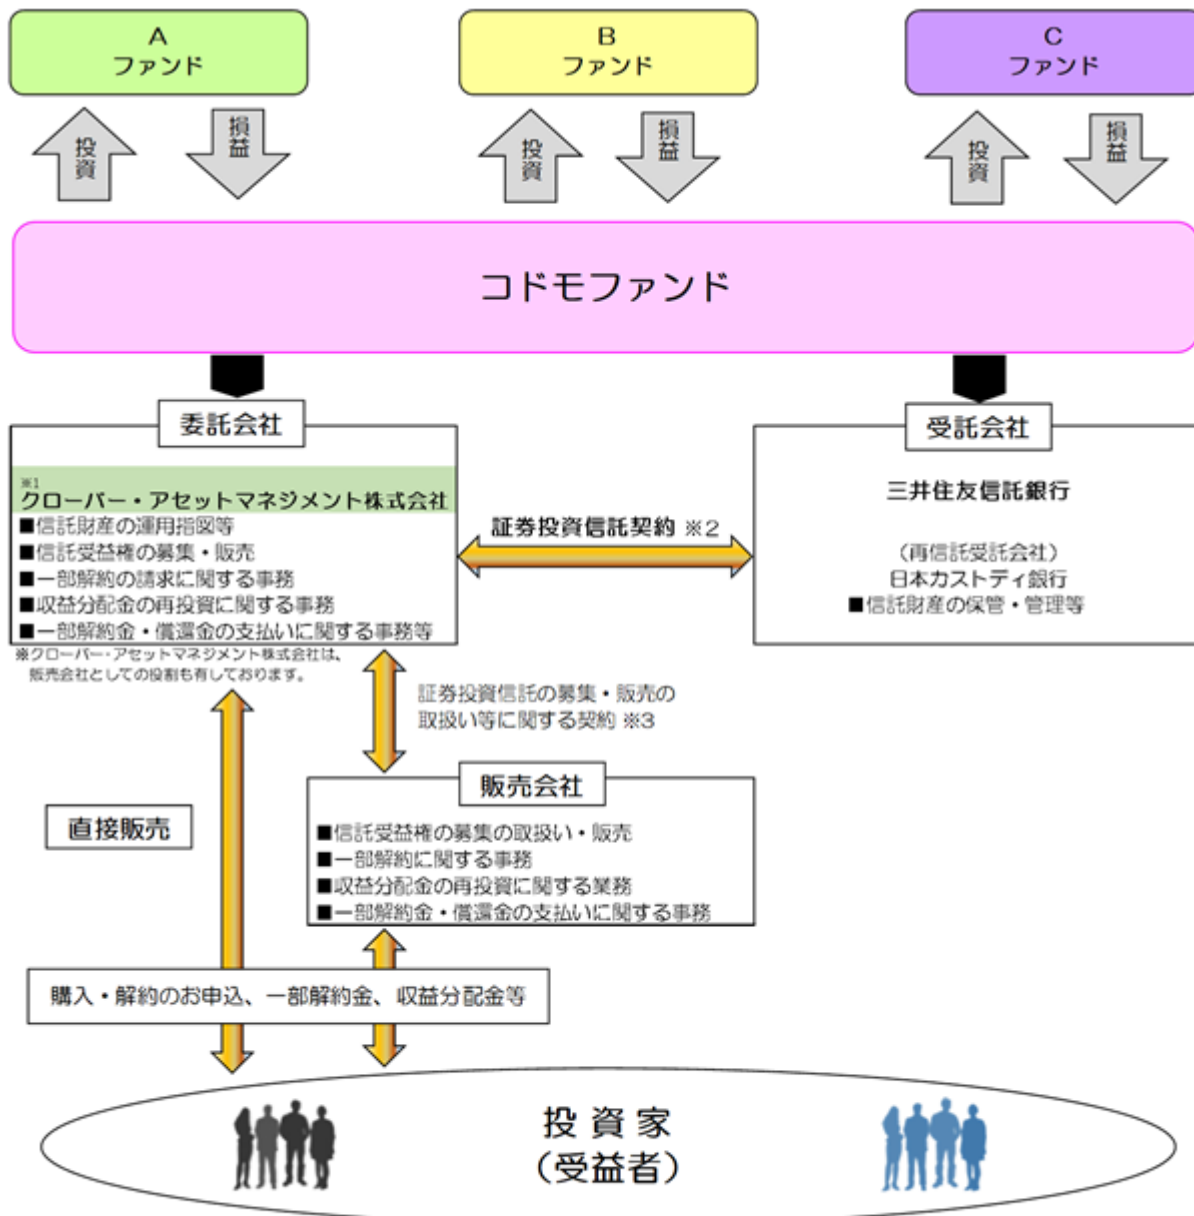 A
ファンド
B
ファンド
C
ファンド
投資
損益
投資
損益
投資
損益
コドモファンド
委託会社
※1
クローバー・アセットマネジメント株式会社
■信託財産の運用指図等
■信託受益権の募集・販売
■一部解約の請求に関する事務
■収益分配金の再投資に関する事務
■一部解約金・償還金の支払いに関する事務等
※クローバー・アセットマネジメント株式会社は、
販売会社としての役割も有しております。
証券投資信託契約 ※2
受託会社
三井住友信託銀行
(再信託受託会社)
日本カストディ銀行
■信託財産の保管・管理等
証券投資信託の募集・販売の
取扱い等に関する契約 ※3
直接販売
販売会社
■信託受益権の募集の取扱い・販売
■一部解約に関する事務
■収益分配金の再投資に関する業務
■一部解約金・償還金の支払いに関する事務
購入・解約のお申込、一部解約金、収益分配金等
投資家
(受益者)